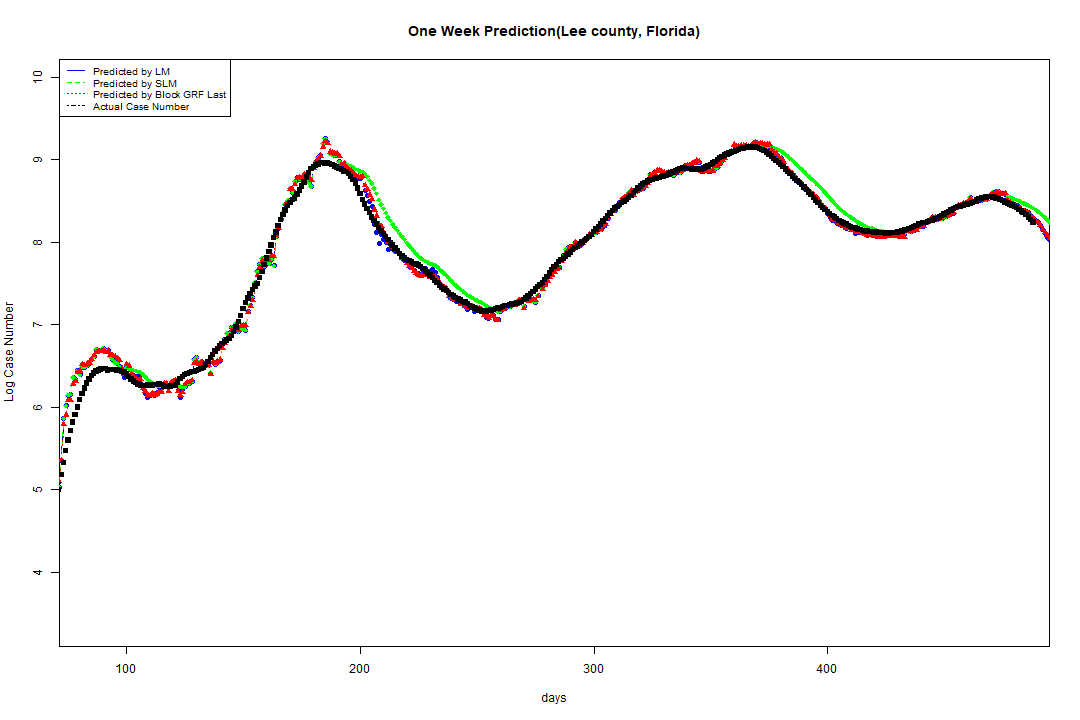 One Week Prediction(Lee county, Florida)
Predicted by LM
Predicted by SLM
Predicted by Block GRF Last
Actual Case Number
10
9
8
7
6
5
4
Log Case Number
100 200 300 400
days